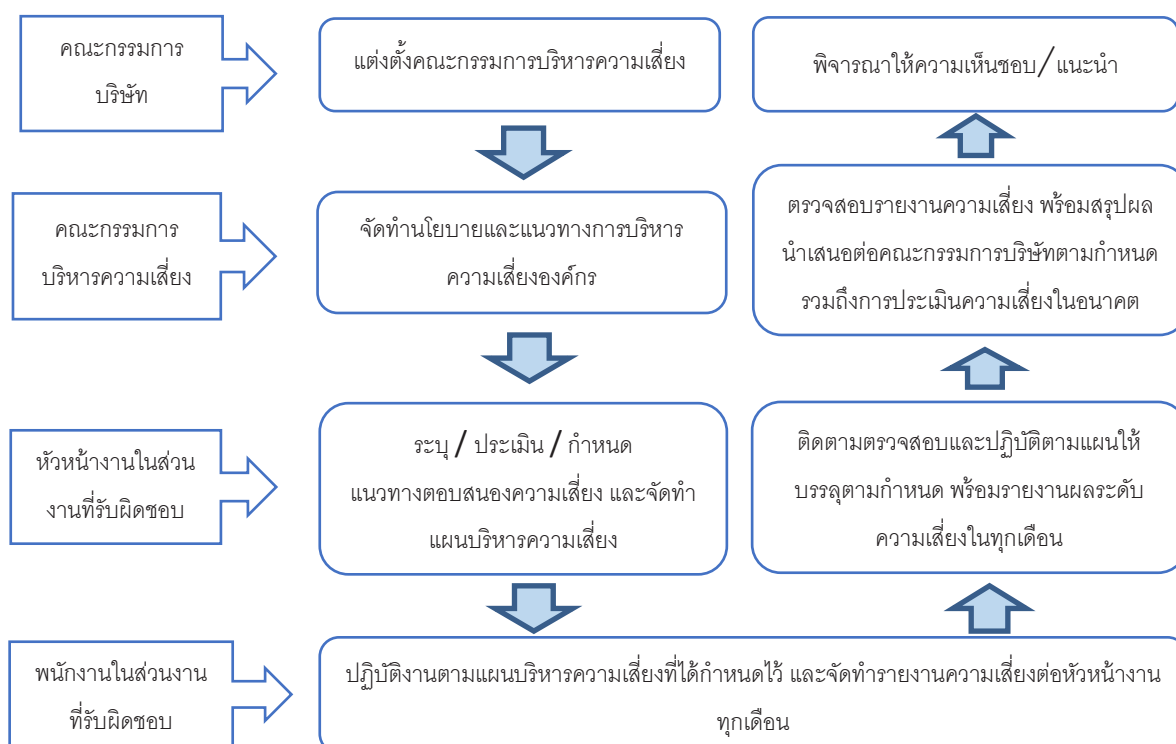 คณะกรรมการ
บริษัท
แต่งตั้งคณะกรรมการบริหารความเสี่ยง
พิจารณาให้ความเห็นชอบ/แนะนำ
คณะกรรมการ
บริหารความเสี่ยง
จัดทำนโยบายและแนวทางการบริหาร
ความเสี่ยงองค์กร
ตรวจสอบรายงานความเสี่ยง พร้อมสรุปผล
นำเสนอต่อคณะกรรมการบริษัทตามกำหนด
รวมถึงการประเมินความเสี่ยงในอนาคต
หัวหน้างานในส่วน
งานที่รับผิดชอบ
ระบุ / ประเมิน / กำหนด
แนวทางตอบสนองความเสี่ยง และจัดทำ
แผนบริหารความเสี่ยง
ติดตามตรวจสอบและปฏิบัติตามแผนให้
บรรลุตามกำหนด พร้อมรายงานผลระดับ
ความเสี่ยงในทุกเดือน
พนักงานในส่วนงาน
ที่รับผิดชอบ
ปฏิบัติงานตามแผนบริหารความเสี่ยงที่ได้กำหนดไว้ และจัดทำรายงานความเสี่ยงต่อหัวหน้างาน
ทุกเดือน